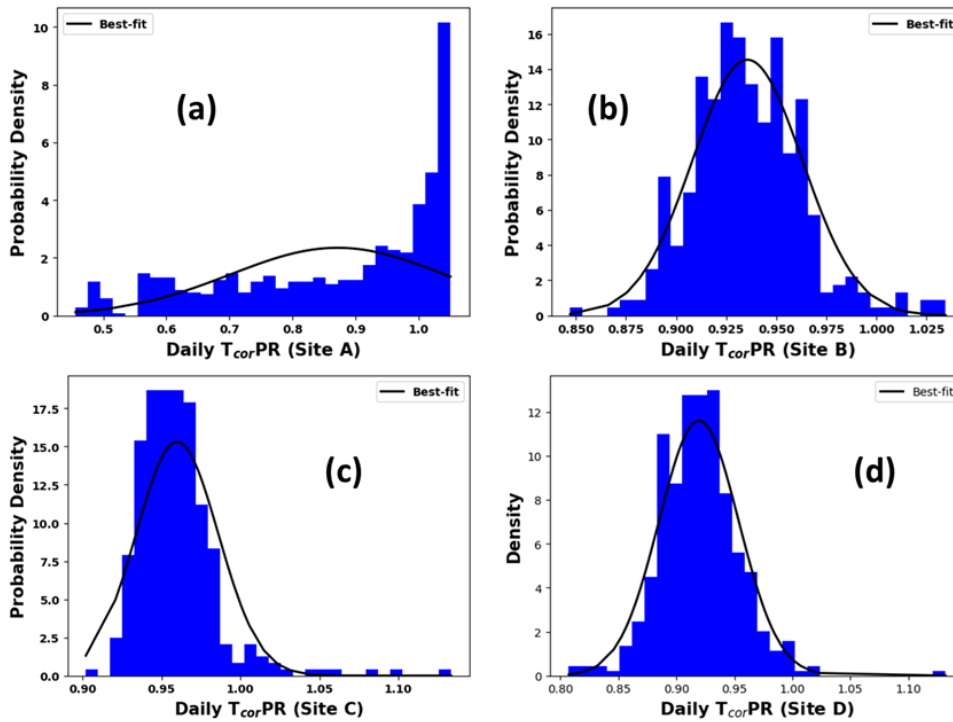 Best-fit
(a)
Probability Density
10
8
6
4
2
0
0.5 0.6 0.7 0.8 0.9 1.0
Daily TcorPR (Site A)
Best-fit
(b)
Probability Density
16
14
12
10
8
6
4
2
0
0.850 0.875 0.900 0.925 0.950 0.975 1.000 1.025
Daily TcorPR (Site B)
Best-fit
(c)
Probability Density
17.5
15.0
12.5
10.0
7.5
5.0
2.5
0.0
0.90 0.95 1.00 1.05 1.10
Daily TcorPR (Site C)
Best-fit
(d)
Density
12
10
8
6
4
2
0
0.80 0.85 0.90 0.95 1.00 1.05 1.10
Daily TcorPR (Site D)